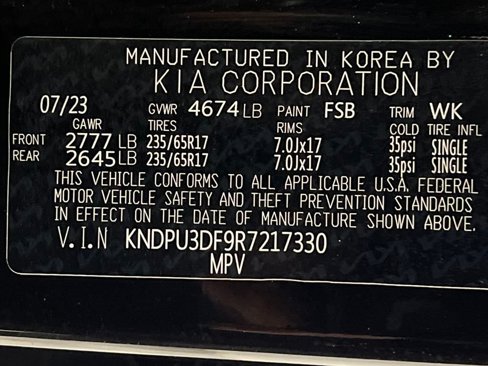 MANUFACTURED IN KOREA BY
KIA CORPORATION
07/23 GVWR 4674 LB PAINT FSB TRIM WK
GAWR TIRES RIMS COLD TIRE INFL
FRONT 2777 LB 235/65R17 7.0Jx17 35psi SINGLE
REAR 2645 LB 235/65R17 7.0Jx17 35psi SINGLE
THIS VEHICLE CONFORMS TO ALL APPLICABLE U.S.A. FEDERAL
MOTOR VEHICLE SAFETY AND THEFT PREVENTION STANDARDS
IN EFFECT ON THE DATE OF MANUFACTURE SHOWN ABOVE.
V.I.N KNDPU3DF9R7217330
MPV